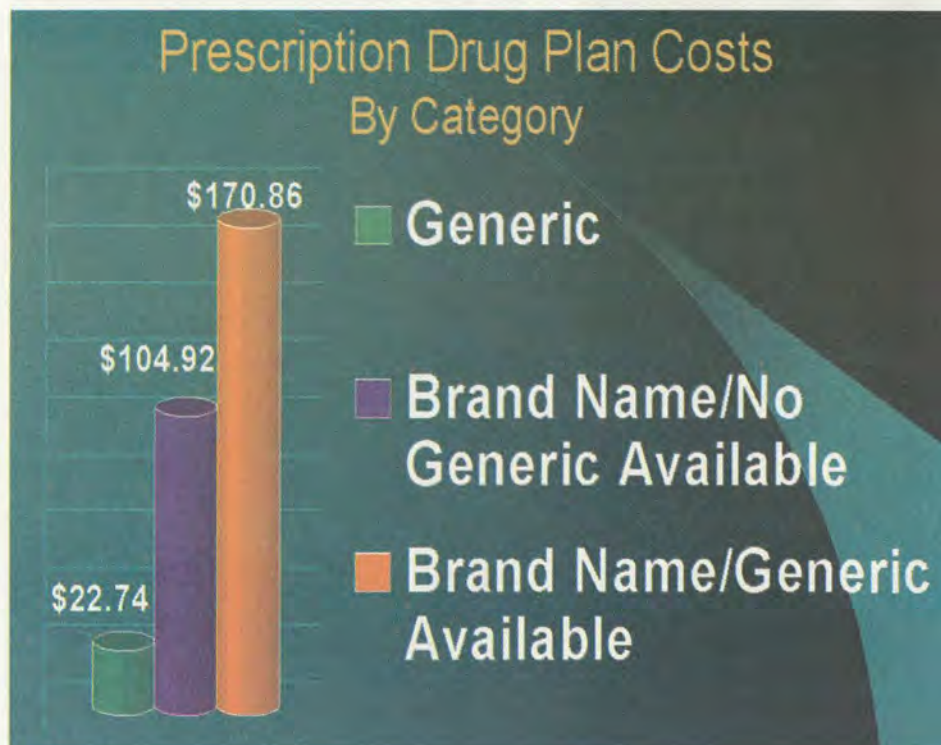 Prescription Drug Plan Costs
By Category
$170.86
$104.92
$22.74
Generic
Brand Name/No
Generic Available
Brand Name/Generic
Available